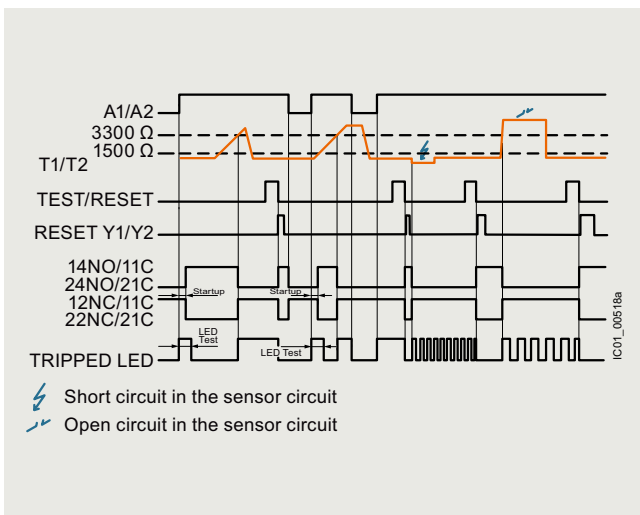 A1/A2
3300 Ω
1500 Ω
T1/T2
TEST/RESET
RESET Y1/Y2
14NO/11C
24NO/21C
Startup
Startup
12NC/11C
22NC/21C
LED
Test
LED Test
TRIPPED LED
IC01_00518a
Short circuit in the sensor circuit
Open circuit in the sensor circuit